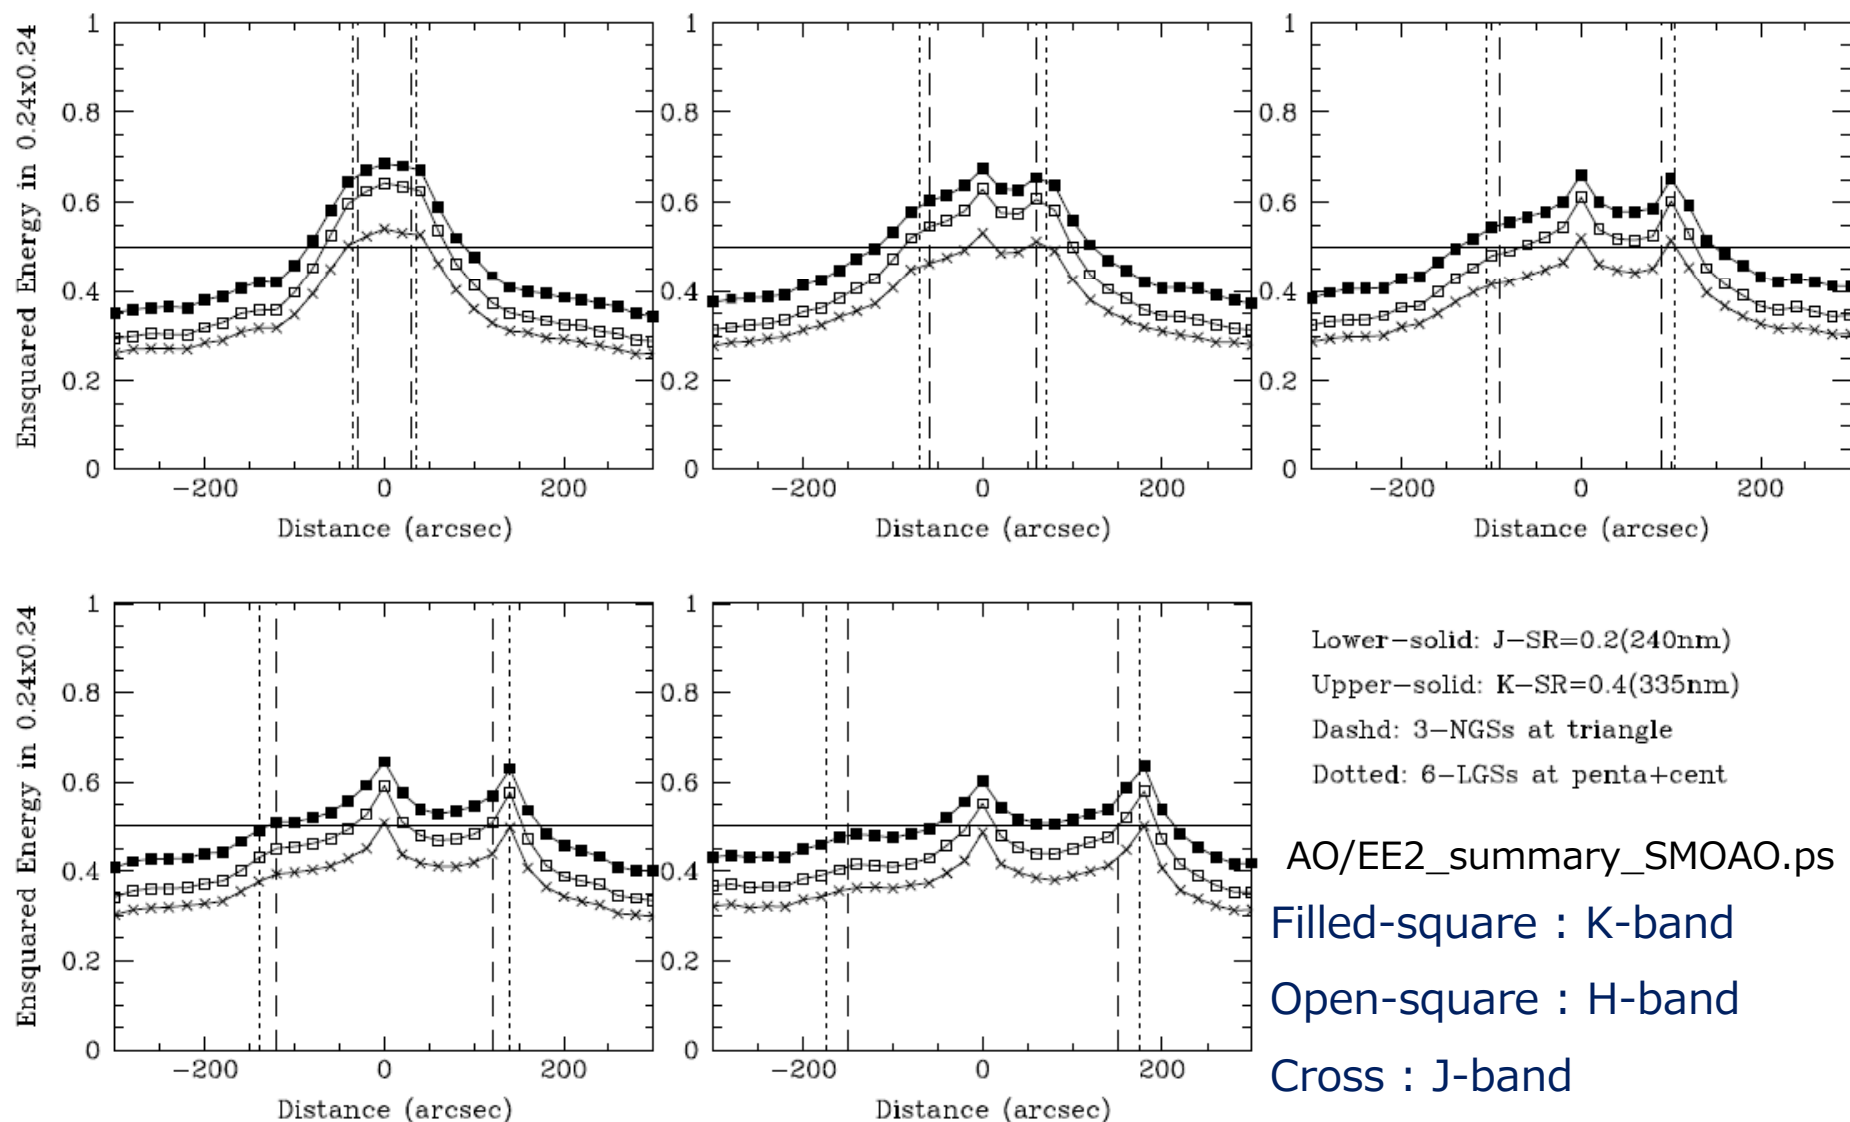 1
0.8
0.6
0.4
0.2
0
Ensquared Energy in 0.24x0.24
-200 0 200
Distance (arcsec)
1
0.8
0.6
0.4
0.2
0
-200 0 200
Distance (arcsec)
1
0.8
0.6
0.4
0.2
0
-200 0 200
Distance (arcsec)
1
0.8
0.6
0.4
0.2
0
Ensquared Energy in 0.24x0.24
-200 0 200
Distance (arcsec)
1
0.8
0.6
0.4
0.2
0
-200 0 200
Distance (arcsec)
Lower-solid: J-SR=0.2(240nm)
Upper-solid: K-SR=0.4(335nm)
Dashd: 3-NGSs at triangle
Dotted: 6-LGSs at penta+cent
AO/EE2_summary_SMOAO.ps
Filled-square : K-band
Open-square : H-band
Cross : J-band